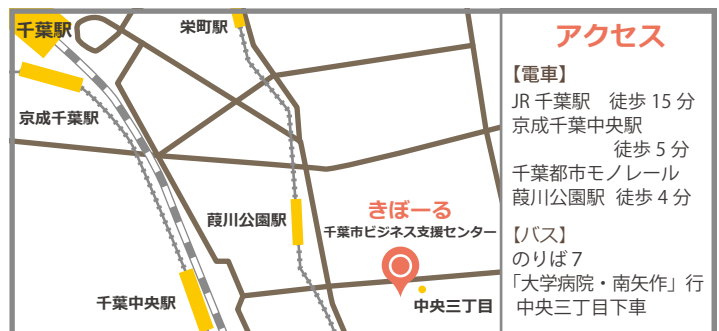 千葉駅
栄町駅
京成千葉駅
葭川公園駅
きぼーる
千葉市ビジネス支援センター
千葉中央駅
中央三丁目
アクセス
【電車】
JR 千葉駅　徒歩 15 分
京成千葉中央駅
徒歩 5 分
千葉都市モノレール
葭川公園駅 徒歩 4 分
【バス】
のりば 7
「大学病院・南矢作」行
中央三丁目下車